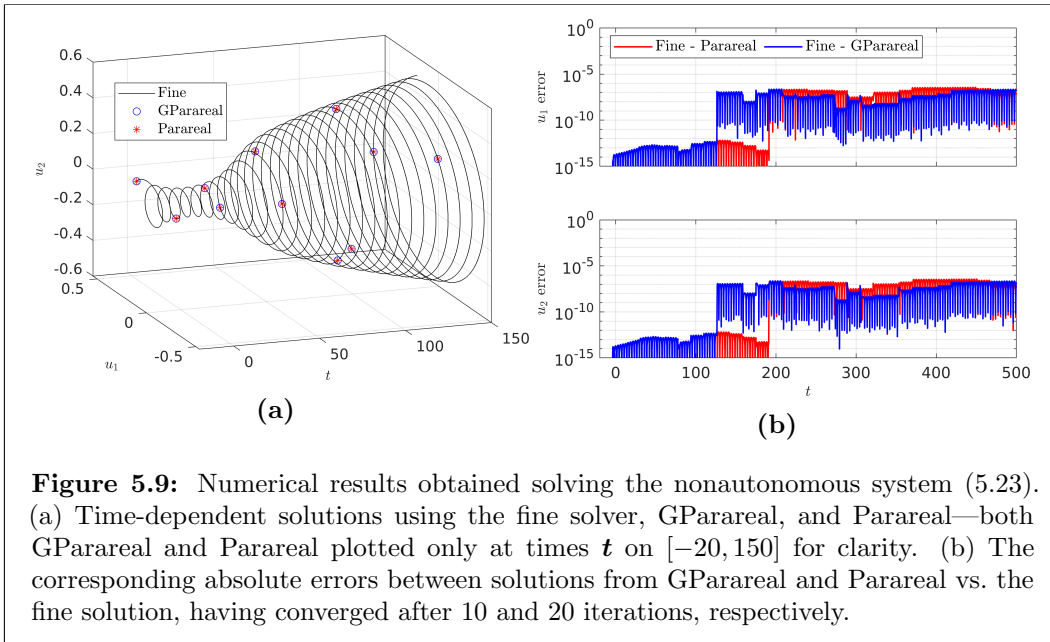 0.6
0.4
0.2
0
-0.2
-0.4
-0.6
u₂
Fine
GParareal
Parareal
0.5
0
-0.5
u₁
0
50
100
150
t
(a)
10⁰
10⁻⁵
10⁻¹⁰
10⁻¹⁵
u₁ error
Fine - Parareal
Fine - GParareal
10⁰
10⁻⁵
10⁻¹⁰
10⁻¹⁵
u₂ error
0
100
200
300
400
500
t
(b)
Figure 5.9: Numerical results obtained solving the nonautonomous system (5.23).
(a) Time-dependent solutions using the fine solver, GParareal, and Parareal—both
GParareal and Parareal plotted only at times t on [−20, 150] for clarity. (b) The
corresponding absolute errors between solutions from GParareal and Parareal vs. the
fine solution, having converged after 10 and 20 iterations, respectively.